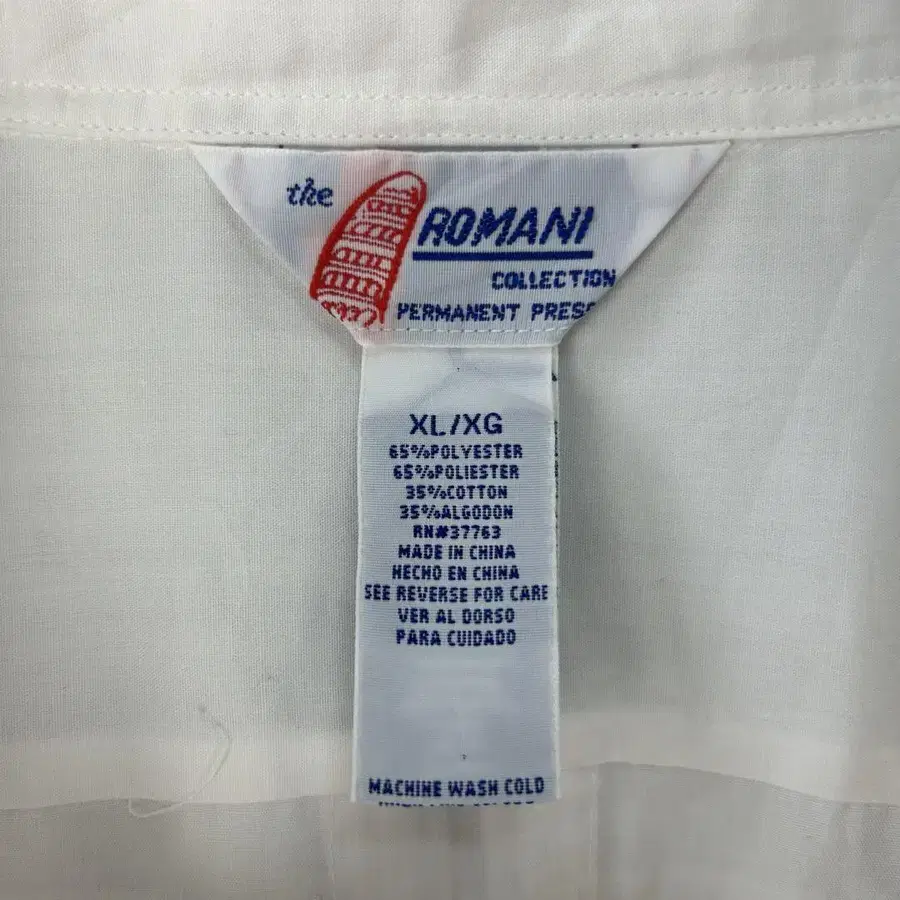 the
ROMANI
COLLECTION
PERMANENT PRESS
XL/XG
65%POLYESTER
65%POLIESTER
35%COTTON
35%ALGODON
RN#37763
MADE IN CHINA
HECHO EN CHINA
SEE REVERSE FOR CARE
VER AL DORSO
PARA CUIDADO
MACHINE WASH COLD